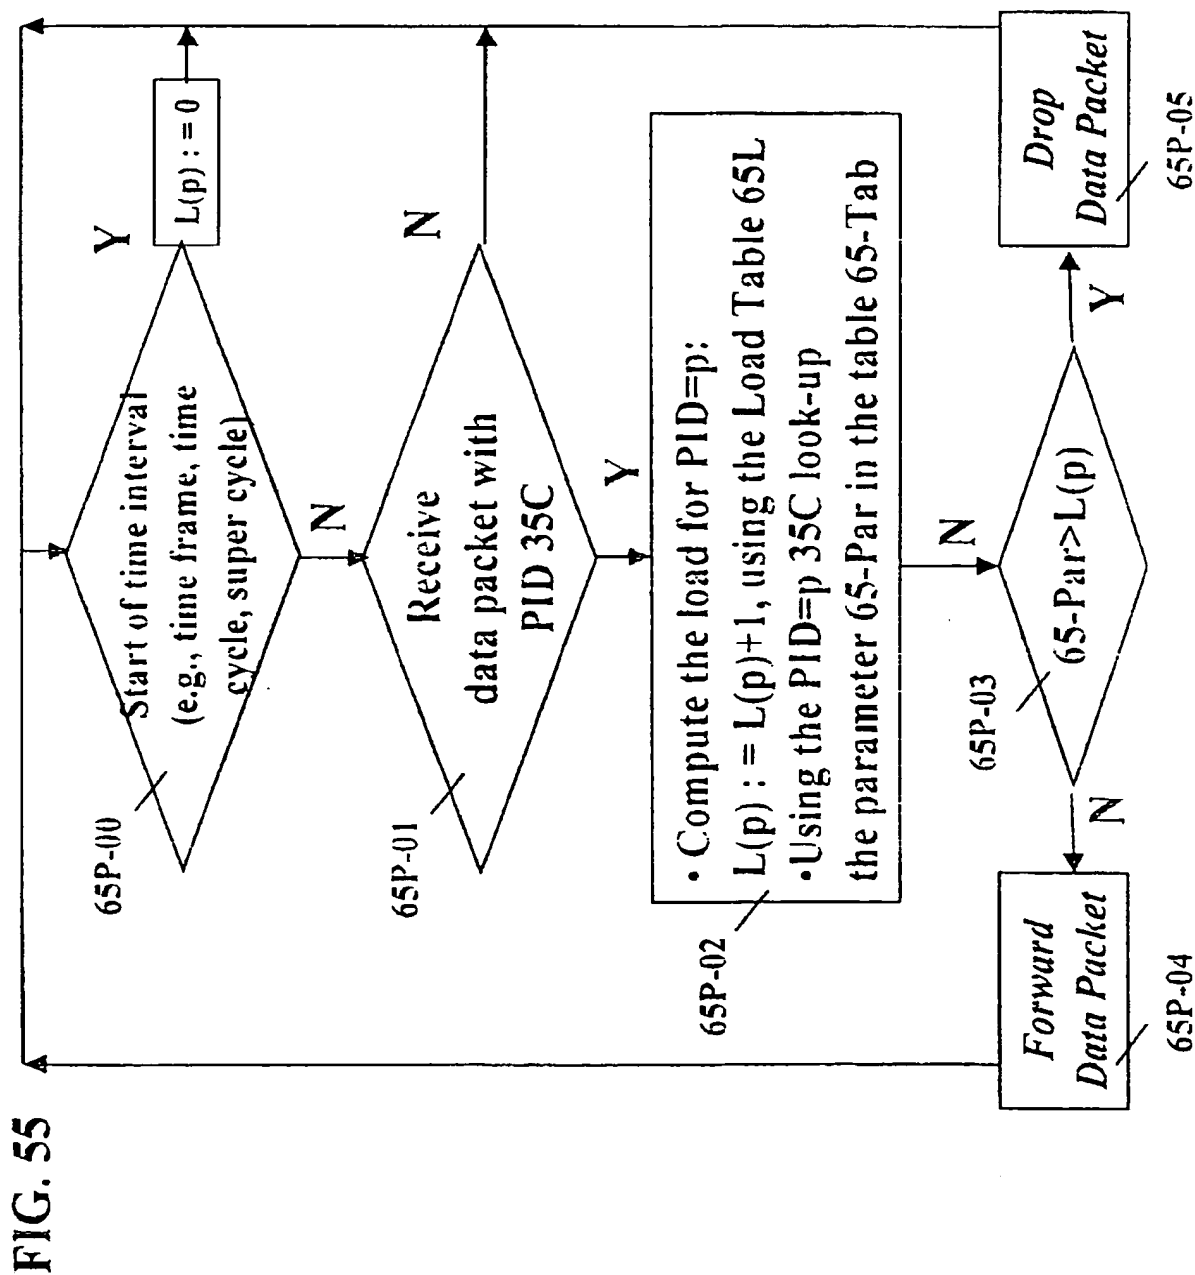 FIG. 55
65P-00
Start of time interval
(e.g., time frame, time
cycle, super cycle)
Y
L(p) : = 0
N
65P-01
Receive
data packet with
PID 35C
N
Y
65P-02
• Compute the load for PID=p:
L(p) : = L(p)+1, using the Load Table 65L
•Using the PID=p 35C look-up
the parameter 65-Par in the table 65-Tab
N
65P-03
65-Par>L(p)
N
Y
Forward
Data Packet
65P-04
Drop
Data Packet
65P-05